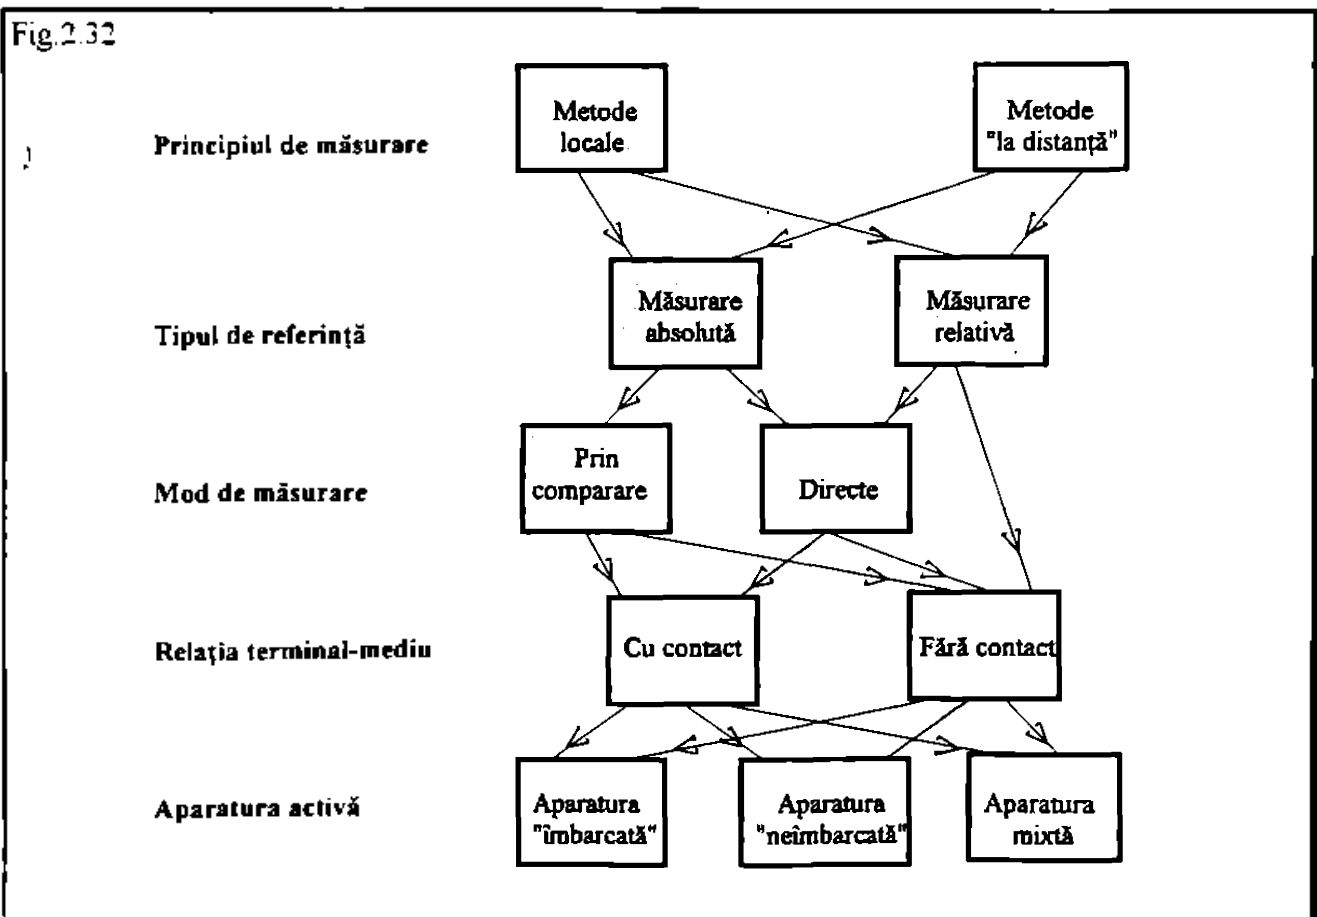 Fig.2.32
Metode
locale
Metode
"la distanță"
Principiul de măsurare
Măsurare
absolută
Măsurare
relativă
Tipul de referință
Prin
comparare
Directe
Mod de măsurare
Cu contact
Fără contact
Relația terminal-mediu
Aparatura
"îmbarcată"
Aparatura
"neîmbarcată"
Aparatura
mixtă
Aparatura activă